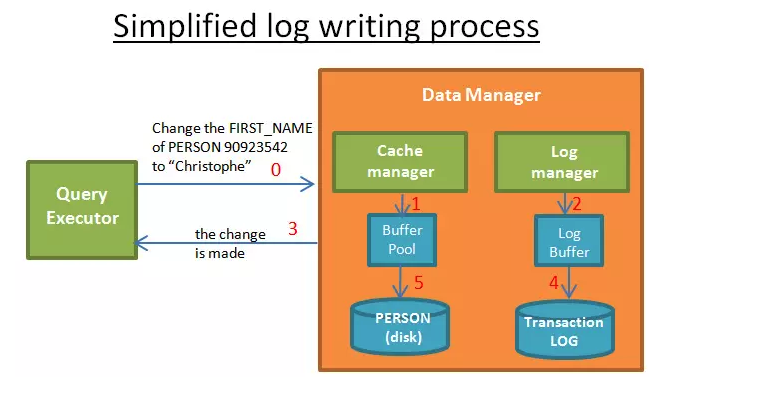 Simplified log writing process
Data Manager
Change the FIRST_NAME
of PERSON 90923542
to “Christophe”
0
Query
Executor
the change
is made
3
Cache
manager
1
Buffer
Pool
5
PERSON
(disk)
Log
manager
2
Log
Buffer
4
Transaction
LOG